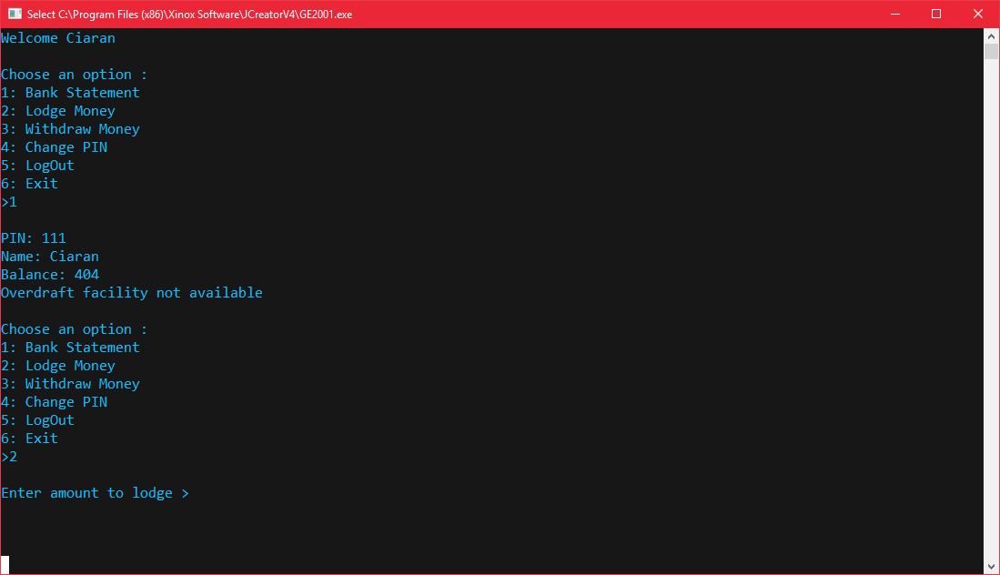 Select C:\Program Files (x86)\Xinox Software\JCreatorV4\GE2001.exe
Welcome Ciaran
Choose an option :
1: Bank Statement
2: Lodge Money
3: Withdraw Money
4: Change PIN
5: LogOut
6: Exit
>1
PIN: 111
Name: Ciaran
Balance: 404
Overdraft facility not available
Choose an option :
1: Bank Statement
2: Lodge Money
3: Withdraw Money
4: Change PIN
5: LogOut
6: Exit
>2
Enter amount to lodge >